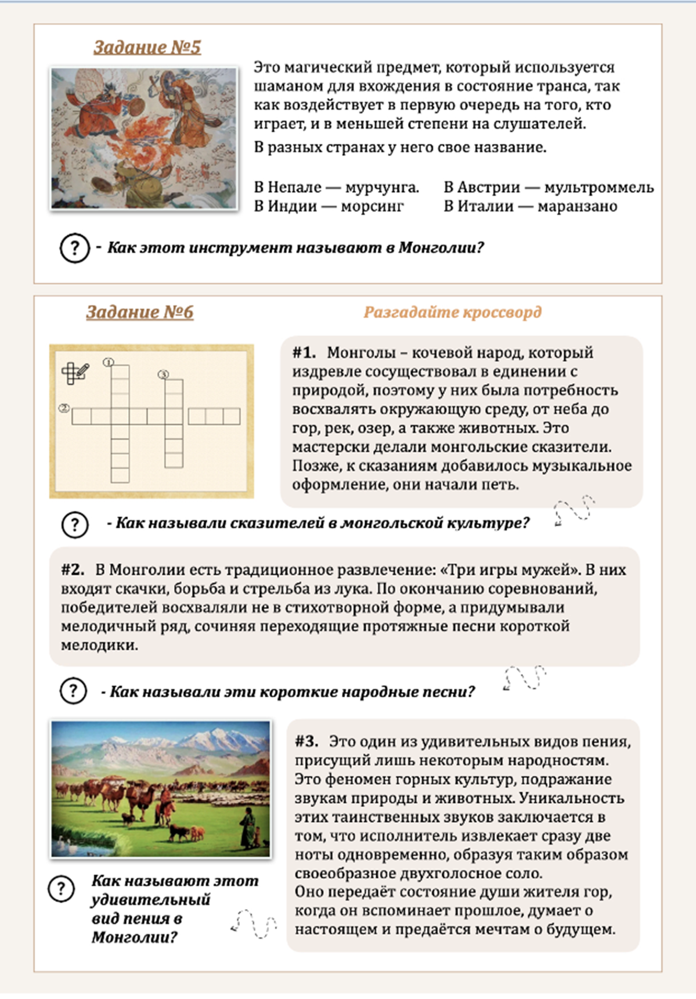 Задание №5
Это магический предмет, который используется
шаманом для вхождения в состояние транса, так
как воздействует в первую очередь на того, кто
играет, и в меньшей степени на слушателей.
В разных странах у него свое название.
В Непале — мурчунга. В Австрии — мультроммель
В Индии — морсинг В Италии — маранзано
? - Как этот инструмент называют в Монголии?
Задание №6
Разгадайте кроссворд
1
3
2
#1. Монголы – кочевой народ, который
издревле сосуществовал в единении с
природой, поэтому у них была потребность
восхвалять окружающую среду, от неба до
гор, рек, озер, а также животных. Это
мастерски делали монгольские сказители.
Позже, к сказаниям добавилось музыкальное
оформление, они начали петь.
? - Как называли сказителей в монгольской культуре?
#2. В Монголии есть традиционное развлечение: «Три игры мужей». В них
входят скачки, борьба и стрельба из лука. По окончанию соревнований,
победителей восхваляли не в стихотворной форме, а придумывали
мелодичный ряд, сочиняя переходящие протяжные песни короткой
мелодики.
? - Как называли эти короткие народные песни?
#3. Это один из удивительных видов пения,
присущий лишь некоторым народностям.
Это феномен горных культур, подражание
звукам природы и животных. Уникальность
этих таинственных звуков заключается в
том, что исполнитель извлекает сразу две
ноты одновременно, образуя таким образом
своеобразное двухголосное соло.
Оно передаёт состояние души жителя гор,
когда он вспоминает прошлое, думает о
настоящем и предаётся мечтам о будущем.
? Как называют этот
удивительный
вид пения в
Монголии?